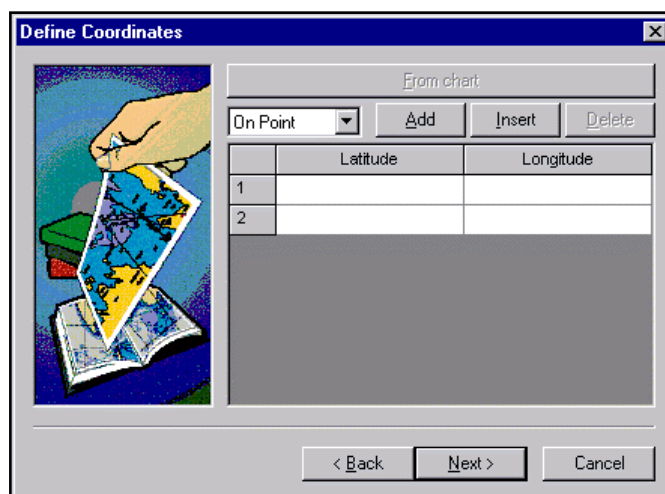 Define Coordinates
From chart
On Point Add Insert Delete
Latitude Longitude
1
2
< Back Next > Cancel